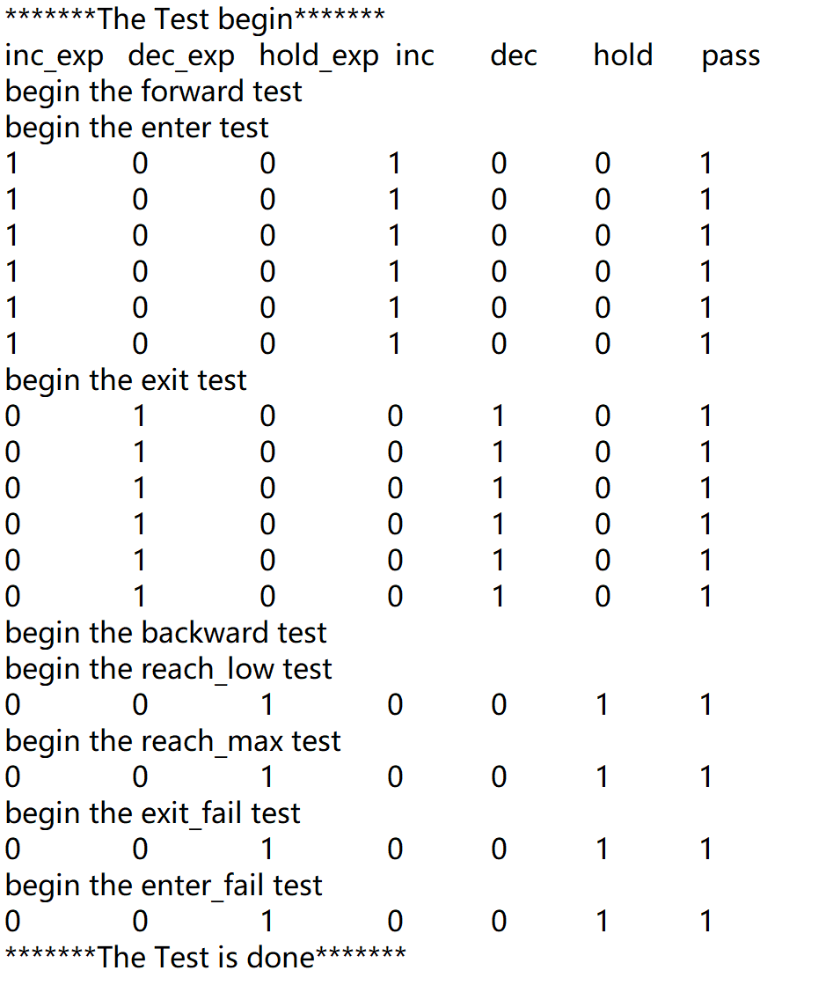 *******The Test begin*******
inc_exp dec_exp hold_exp inc dec hold pass
begin the forward test
begin the enter test
1 0 0 1 0 0 1
1 0 0 1 0 0 1
1 0 0 1 0 0 1
1 0 0 1 0 0 1
1 0 0 1 0 0 1
1 0 0 1 0 0 1
begin the exit test
0 1 0 0 1 0 1
0 1 0 0 1 0 1
0 1 0 0 1 0 1
0 1 0 0 1 0 1
0 1 0 0 1 0 1
0 1 0 0 1 0 1
begin the backward test
begin the reach_low test
0 0 1 0 0 1 1
begin the reach_max test
0 0 1 0 0 1 1
begin the exit_fail test
0 0 1 0 0 1 1
begin the enter_fail test
0 0 1 0 0 1 1
*******The Test is done*******